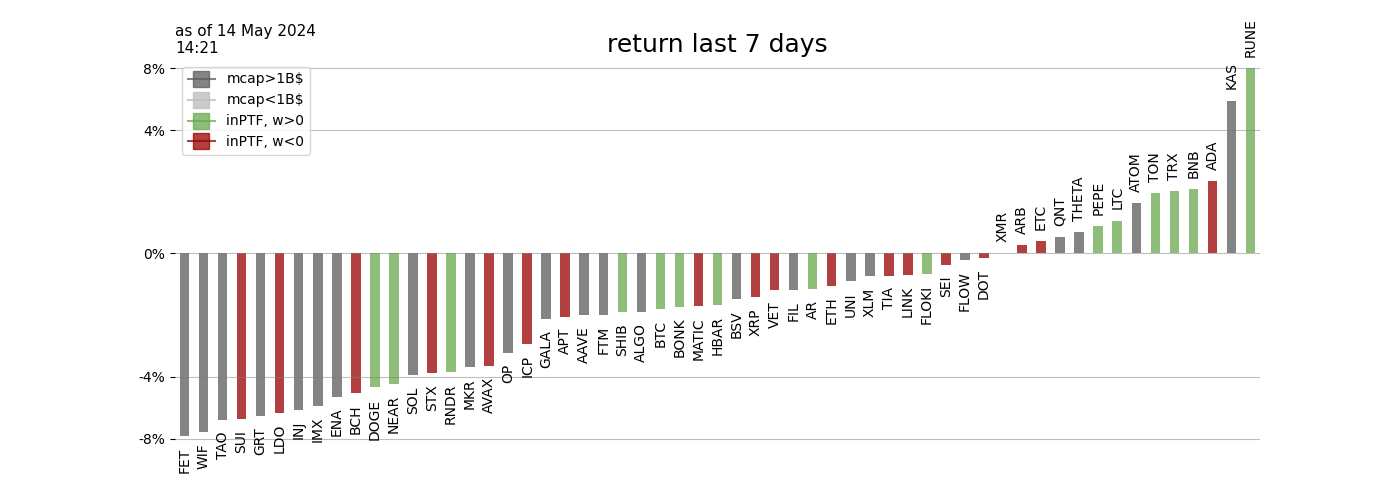 as of 14 May 2024
14:21
return last 7 days
8%
4%
0%
-4%
-8%
mcap>1B$
mcap<1B$
inPTF, w>0
inPTF, w<0
FET
WIF
TAO
SUI
GRT
LDO
INJ
IMX
ENA
BCH
DOGE
NEAR
SOL
STX
RNDR
MKR
AVAX
OP
ICP
GALA
APT
AAVE
FTM
SHIB
ALGO
BTC
BONK
MATIC
HBAR
BSV
XRP
VET
FIL
AR
ETH
UNI
XLM
TIA
LINK
FLOKI
SEI
FLOW
DOT
XMR
ARB
ETC
QNT
THETA
PEPE
LTC
ATOM
TON
TRX
BNB
ADA
KAS
RUNE